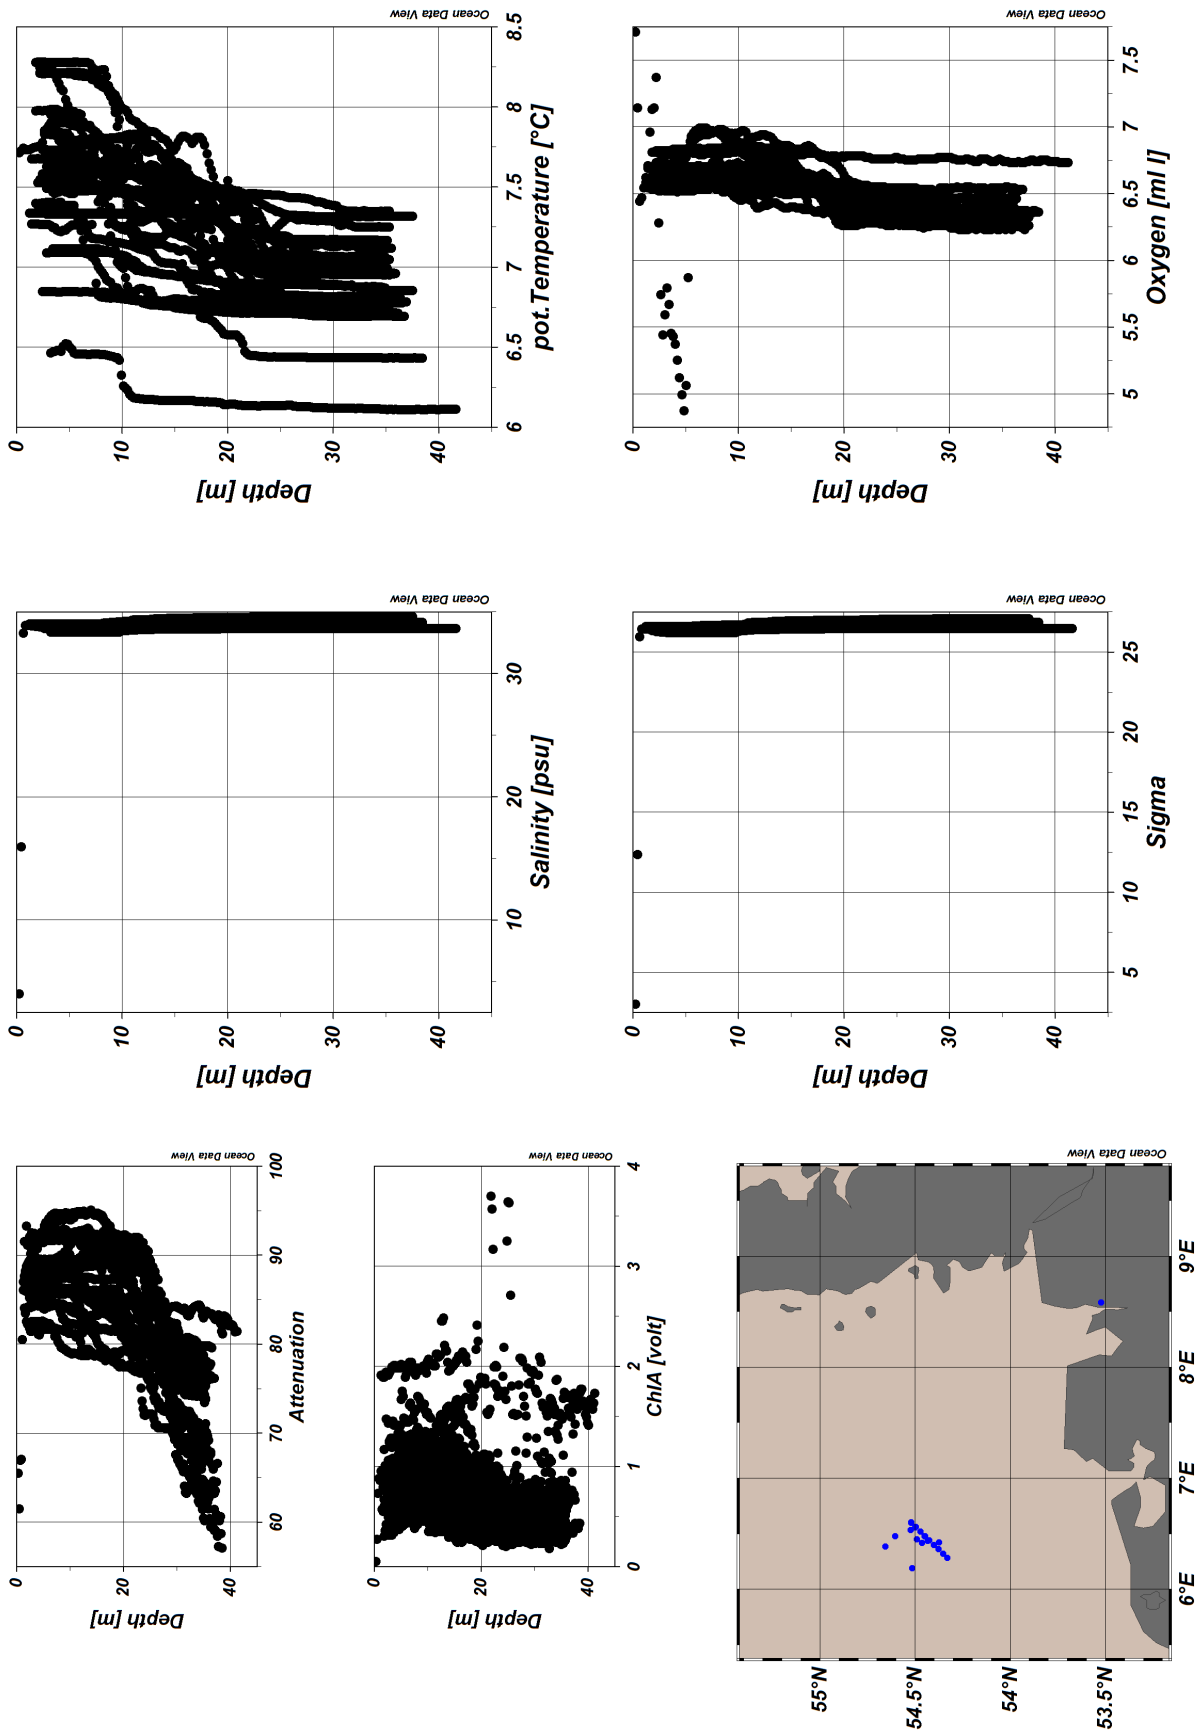 Ocean Data View
100
90
80
70
60
0
20
40
Depth [m]
Attenuation
Ocean Data View
4
3
2
1
0
0
20
40
Depth [m]
ChlA [volt]
Ocean Data View
55°N
54.5°N
54°N
53.5°N
6°E
7°E
8°E
9°E
Ocean Data View
30
20
10
0
10
20
30
40
Depth [m]
Salinity [psu]
Ocean Data View
25
20
15
10
5
0
10
20
30
40
Depth [m]
Sigma
Ocean Data View
8.5
8
7.5
7
6.5
6
0
10
20
30
40
Depth [m]
pot.Temperature [°C]
Ocean Data View
7.5
7
6.5
6
5.5
5
0
10
20
30
40
Depth [m]
Oxygen [ml l]